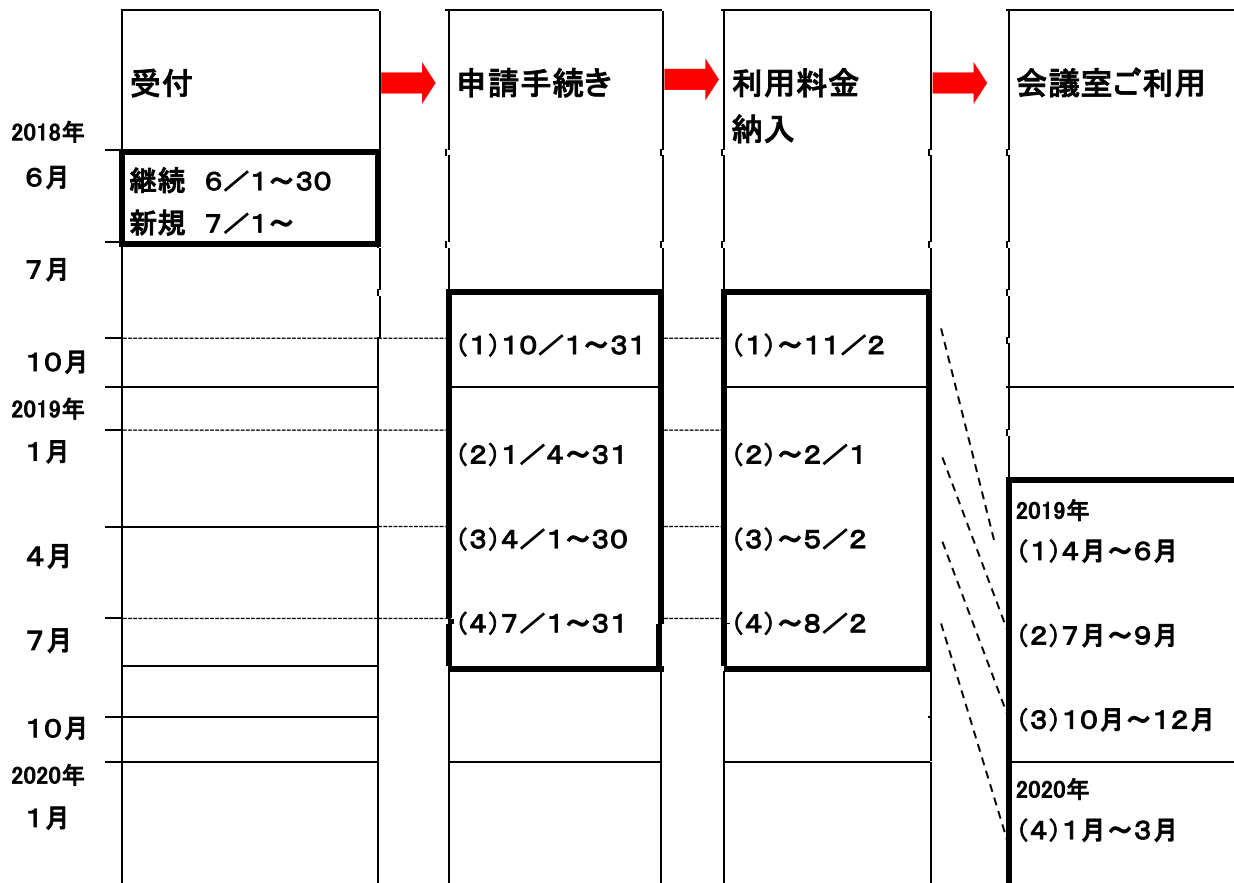 受付
申請手続き
利用料金
納入
会議室ご利用
2018年
6月
継続 6／1～30
新規 7／1～
7月
10月
(1)10／1～31
(1)～11／2
2019年
1月
(2)1／4～31
(2)～2／1
4月
(3)4／1～30
(3)～5／2
2019年
(1)4月～6月
7月
(4)7／1～31
(4)～8／2
(2)7月～9月
10月
(3)10月～12月
2020年
1月
2020年
(4)1月～3月